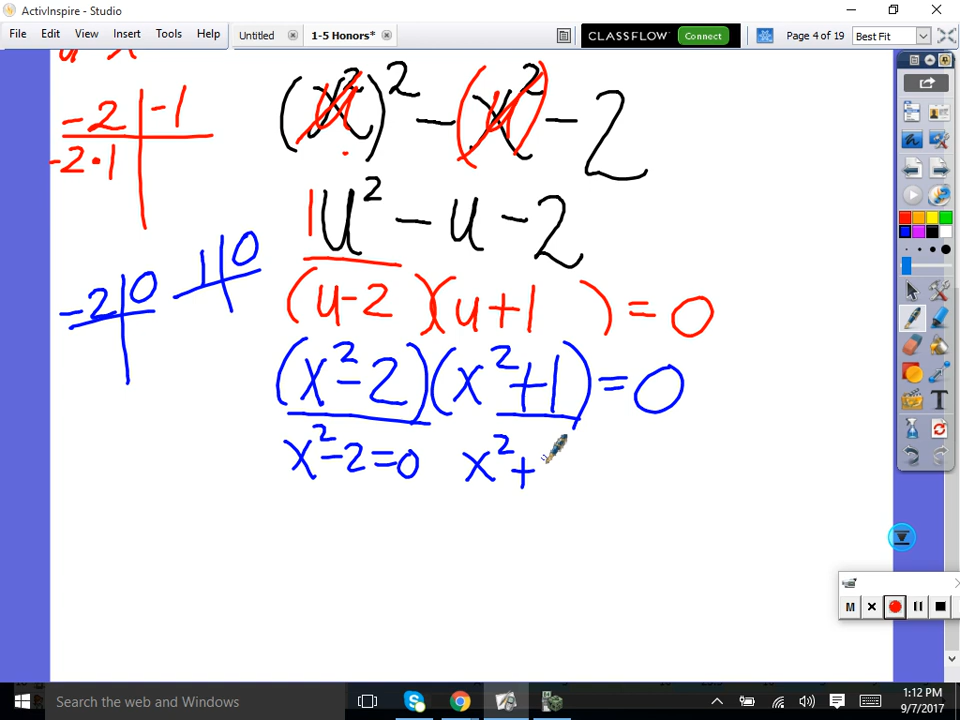 ActivInspire - Studio
File Edit View Insert Tools Help Untitled 1-5 Honors* CLASSFLOW Connect Page 4 of 19 Best Fit
(x²)² - (x²) - 2
-2 -1
-2·1
1u² - u - 2
-2 0 1 0
(u-2)(u+1) = 0
(x²-2)(x²+1) = 0
x²-2=0 x²+
M
Search the web and Windows
1:12 PM
9/7/2017